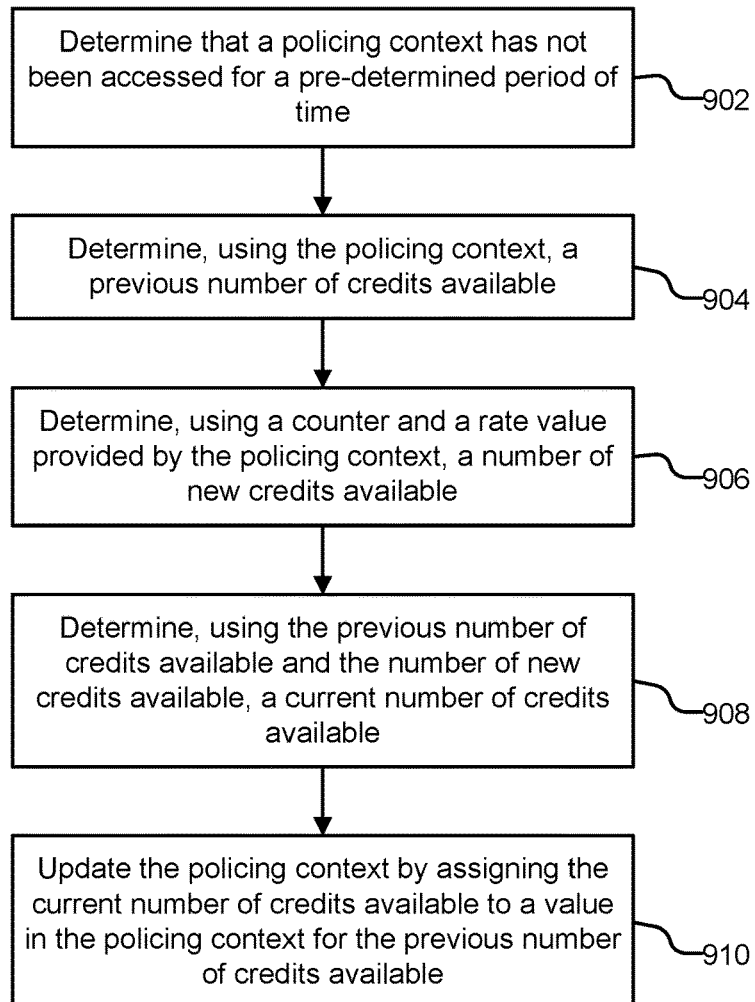 Determine that a policing context has not
been accessed for a pre-determined period of
time
902
Determine, using the policing context, a
previous number of credits available
904
Determine, using a counter and a rate value
provided by the policing context, a number of
new credits available
906
Determine, using the previous number of
credits available and the number of new
credits available, a current number of credits
available
908
Update the policing context by assigning the
current number of credits available to a value
in the policing context for the previous number
of credits available
910